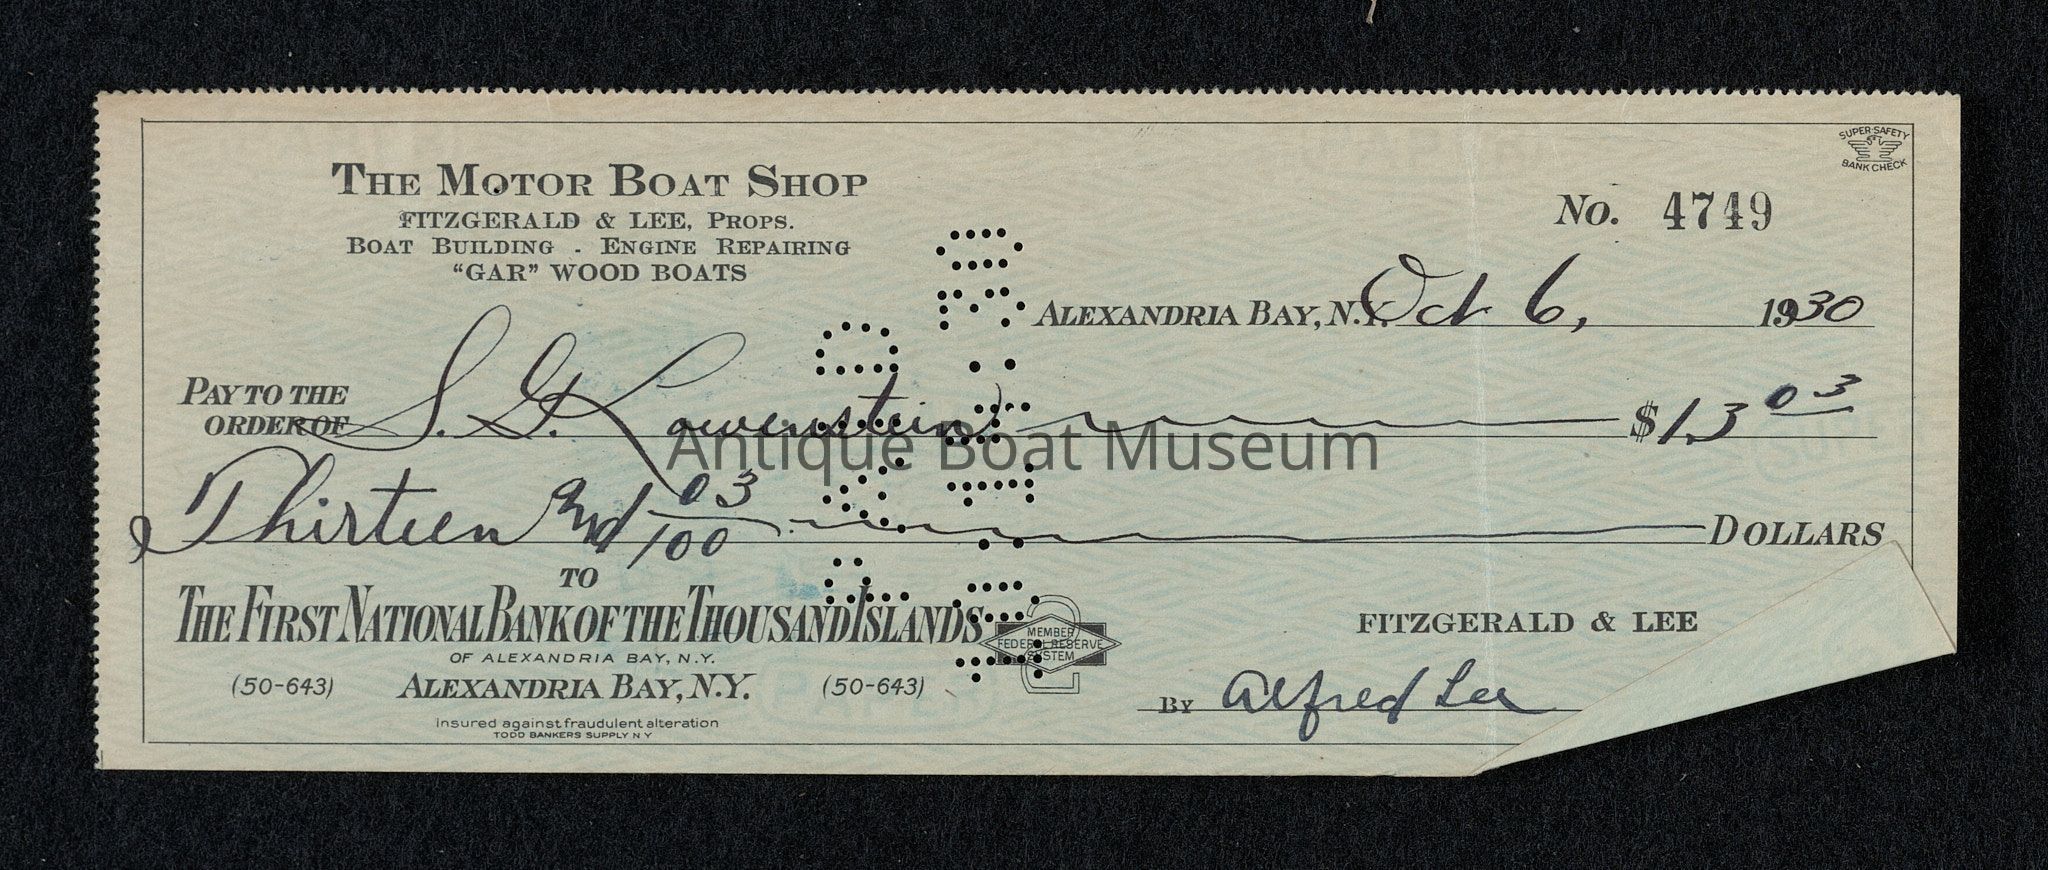 SUPER-SAFETY
BANK CHECK
THE MOTOR BOAT SHOP
FITZGERALD & LEE, PROPS.
BOAT BUILDING - ENGINE REPAIRING
"GAR" WOOD BOATS
No. 4749
ALEXANDRIA BAY, N.Y. Oct 6, 1930
PAY TO THE
ORDER OF S. G. Lowenstein $13 03
Antique Boat Museum
Thirteen And 03/100 DOLLARS
TO
THE FIRST NATIONAL BANK OF THE THOUSAND ISLANDS
OF ALEXANDRIA BAY, N.Y.
(50-643) ALEXANDRIA BAY, N.Y. (50-643)
Insured against fraudulent alteration
TODD BANKERS SUPPLY N Y
MEMBER
FEDERAL RESERVE
SYSTEM
FITZGERALD & LEE
BY Alfred Lee